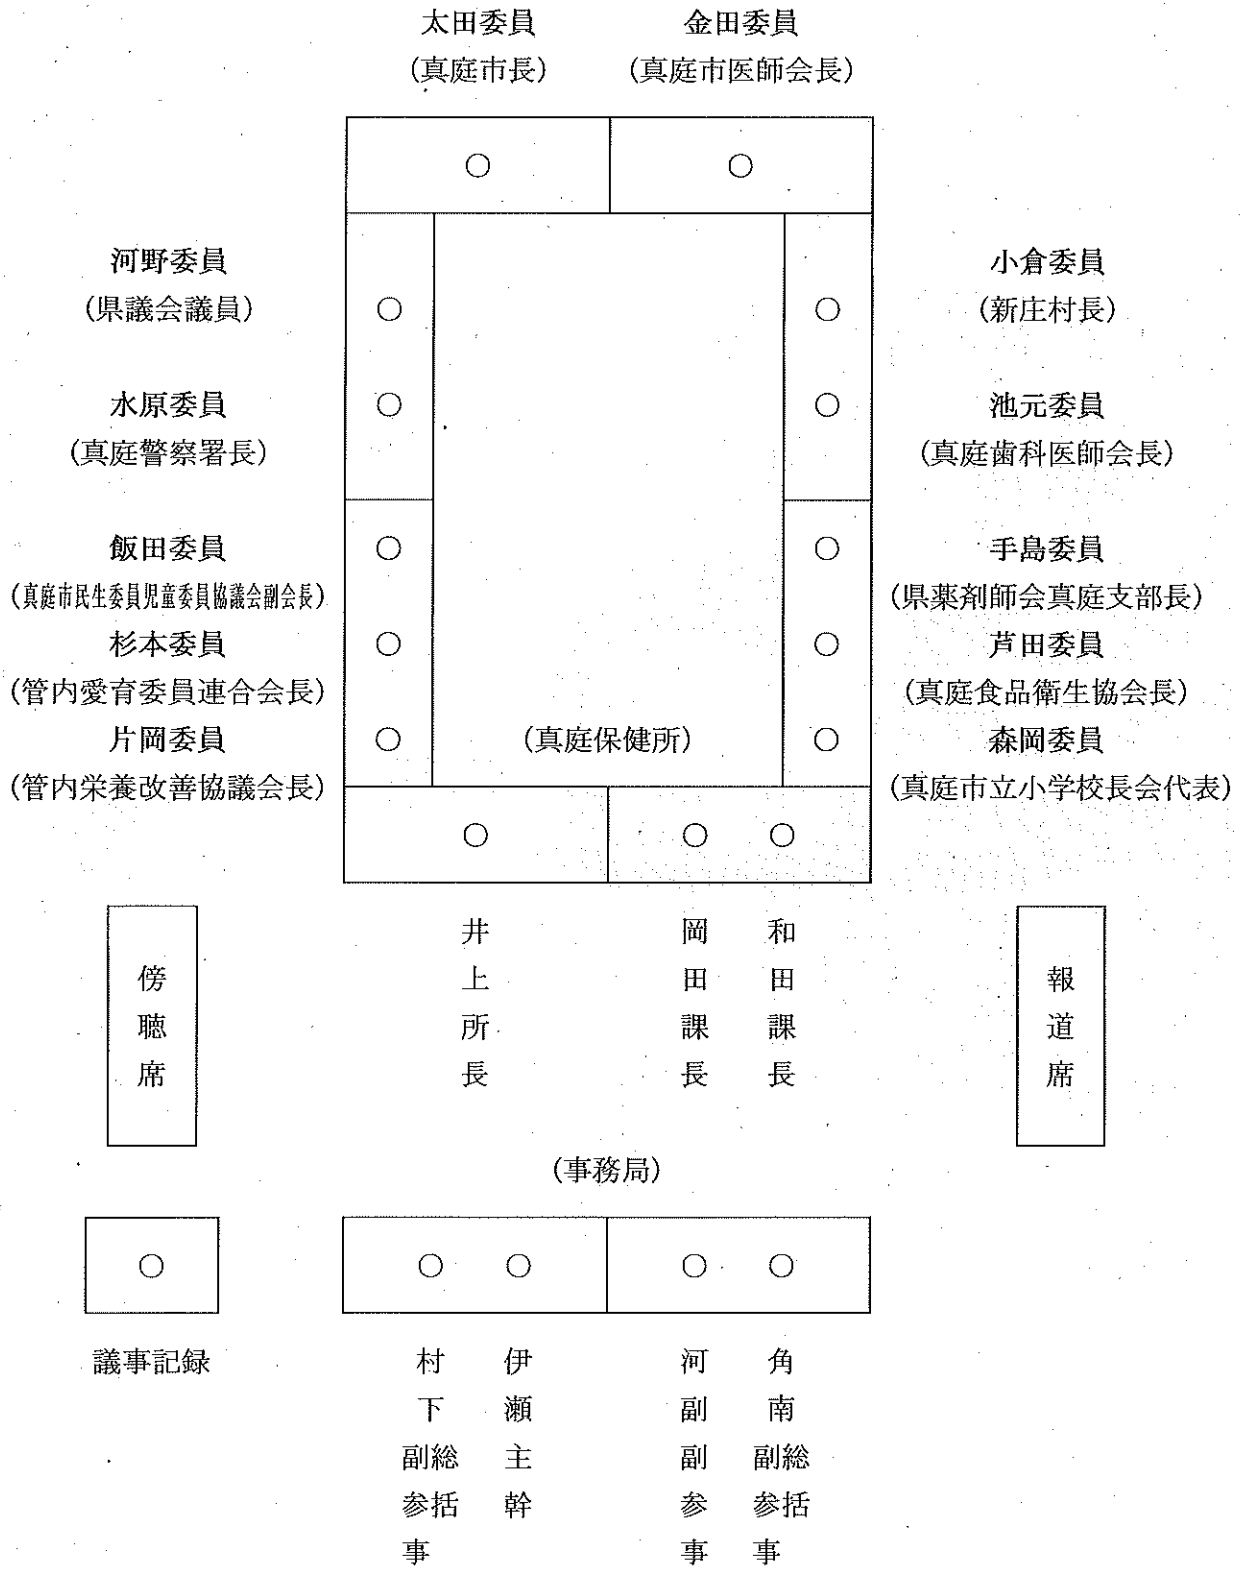 太田委員
(真庭市長)
金田委員
(真庭市医師会長)
河野委員
(県議会議員)
水原委員
(真庭警察署長)
飯田委員
(真庭市民生委員児童委員協議会副会長)
杉本委員
(管内愛育委員連合会長)
片岡委員
(管内栄養改善協議会長)
小倉委員
(新庄村長)
池元委員
(真庭歯科医師会長)
手島委員
(県薬剤師会真庭支部長)
芦田委員
(真庭食品衛生協会長)
森岡委員
(真庭市立小学校長会代表)
(真庭保健所)
井上所長
岡田課長
和田課長
傍聴席
報道席
(事務局)
議事記録
村下総括副参事
伊瀬主幹
河副副参事
角南総括副参事